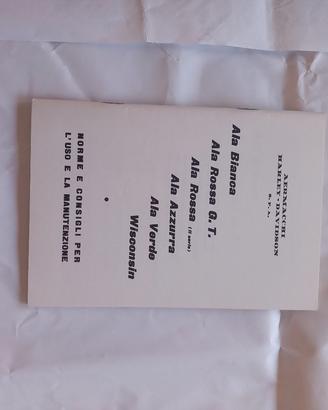 AERMACCHI
HARLEY-DAVIDSON
S. P. A.
Ala Bianca
Ala Rossa G. T.
Ala Rossa (II serie)
Ala Azzurra
Ala Verde
Wisconsin
NORME E CONSIGLI PER
L'USO E LA MANUTENZIONE